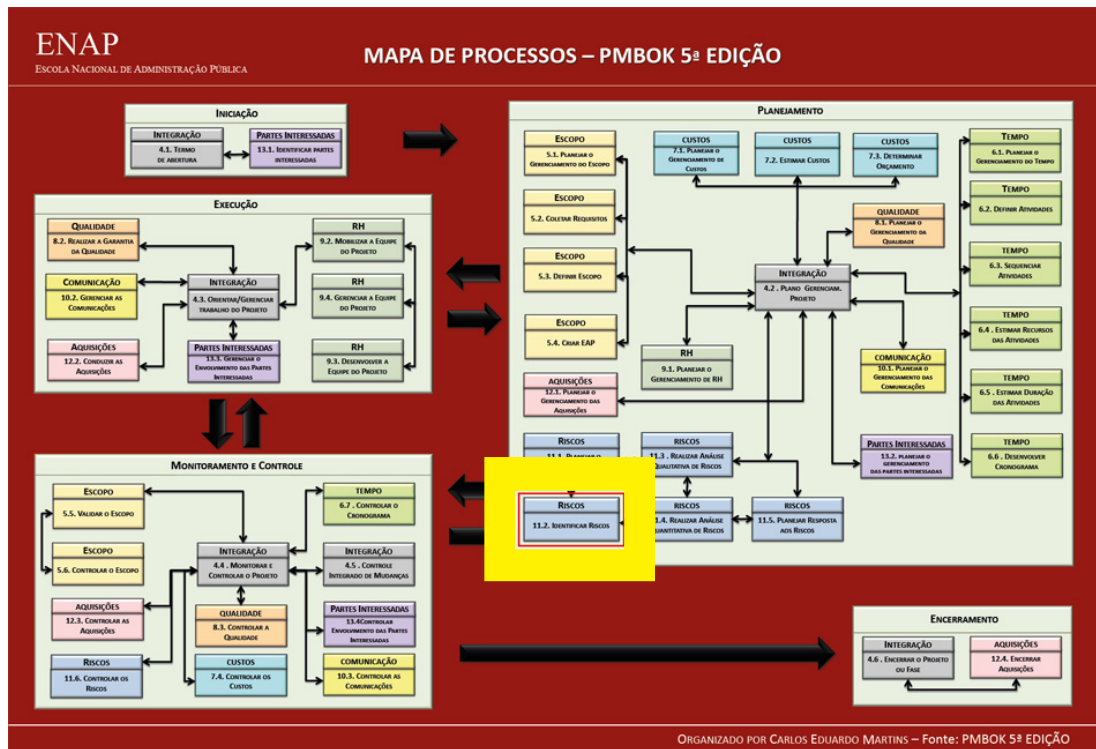 ENAP
ESCOLA NACIONAL DE ADMINISTRAÇÃO PÚBLICA
MAPA DE PROCESSOS – PMBOK 5ª EDIÇÃO
INICIAÇÃO
INTEGRAÇÃO
4.1. TERMO
DE ABERTURA
PARTES INTERESSADAS
13.1. IDENTIFICAR PARTES
INTERESSADAS
PLANEJAMENTO
ESCOPO
5.1. PLANEJAR O
GERENCIAMENTO DO ESCOPO
CUSTOS
7.1. PLANEJAR O
GERENCIAMENTO DE
CUSTOS
CUSTOS
7.2. ESTIMAR CUSTOS
CUSTOS
7.3. DETERMINAR
ORÇAMENTO
TEMPO
6.1. PLANEJAR O
GERENCIAMENTO DO TEMPO
ESCOPO
5.2. COLETAR REQUISITOS
TEMPO
6.2. DEFINIR ATIVIDADES
QUALIDADE
8.1. PLANEJAR O
GERENCIAMENTO DA
QUALIDADE
ESCOPO
5.3. DEFINIR ESCOPO
INTEGRAÇÃO
4.2 . PLANO GERENCIAM.
PROJETO
TEMPO
6.3. SEQUENCIAR
ATIVIDADES
ESCOPO
5.4. CRIAR EAP
TEMPO
6.4 . ESTIMAR RECURSOS
DAS ATIVIDADES
RH
9.1. PLANEJAR O
GERENCIAMENTO DE RH
COMUNICAÇÃO
10.1. PLANEJAR O
GERENCIAMENTO DAS
COMUNICAÇÕES
AQUISIÇÕES
12.1. PLANEJAR O
GERENCIAMENTO DAS
AQUISIÇÕES
TEMPO
6.5 . ESTIMAR DURAÇÃO
DAS ATIVIDADES
RISCOS
11.1. PLANEJAR O
RISCOS
11.3 . REALIZAR ANÁLISE
QUALITATIVA DE RISCOS
PARTES INTERESSADAS
13.2. PLANEJAR O
GERENCIAMENTO
DAS PARTES INTERESSADAS
TEMPO
6.6 . DESENVOLVER
CRONOGRAMA
RISCOS
11.2. IDENTIFICAR RISCOS
RISCOS
1.4. REALIZAR ANÁLISE
UANTITATIVA DE RISCOS
RISCOS
11.5. PLANEJAR RESPOSTA
AOS RISCOS
EXECUÇÃO
QUALIDADE
8.2. REALIZAR A GARANTIA
DA QUALIDADE
RH
9.2. MOBILIZAR A EQUIPE
DO PROJETO
COMUNICAÇÃO
10.2. GERENCIAR AS
COMUNICAÇÕES
INTEGRAÇÃO
4.3. ORIENTAR/GERENCIAR
TRABALHO DO PROJETO
RH
9.4. GERENCIAR A EQUIPE
DO PROJETO
AQUISIÇÕES
12.2. CONDUZIR AS
AQUISIÇÕES
PARTES INTERESSADAS
13.3. GERENCIAR O
ENVOLVIMENTO DAS PARTES
INTERESSADAS
RH
9.3. DESENVOLVER A
EQUIPE DO PROJETO
MONITORAMENTO E CONTROLE
ESCOPO
5.5. VALIDAR O ESCOPO
TEMPO
6.7 . CONTROLAR O
CRONOGRAMA
ESCOPO
5.6. CONTROLAR O ESCOPO
INTEGRAÇÃO
4.4 . MONITORAR E
CONTROLAR O PROJETO
INTEGRAÇÃO
4.5 . CONTROLE
INTEGRADO DE MUDANÇAS
AQUISIÇÕES
12.3. CONTROLAR AS
AQUISIÇÕES
QUALIDADE
8.3. CONTROLAR A
QUALIDADE
PARTES INTERESSADAS
13.4CONTROLAR
ENVOLVIMENTO DAS PARTES
INTERESSADAS
RISCOS
11.6. CONTROLAR OS
RISCOS
CUSTOS
7.4. CONTROLAR OS
CUSTOS
COMUNICAÇÃO
10.3. CONTROLAR AS
COMUNICAÇÕES
ENCERRAMENTO
INTEGRAÇÃO
4.6 . ENCERRAR O PROJETO
OU FASE
AQUISIÇÕES
12.4. ENCERRAR
AQUISIÇÕES
ORGANIZADO POR CARLOS EDUARDO MARTINS – Fonte: PMBOK 5ª EDIÇÃO